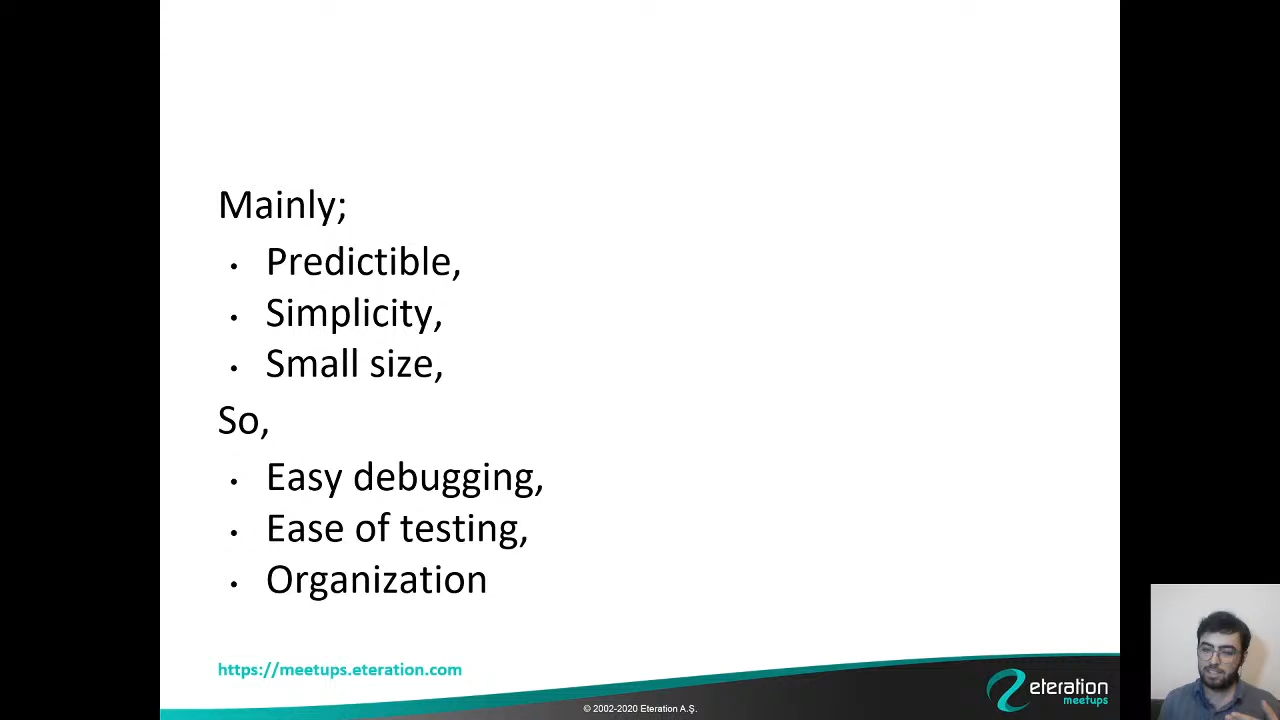 Mainly;
• Predictible,
• Simplicity,
• Small size,
So,
• Easy debugging,
• Ease of testing,
• Organization
https://meetups.eteration.com
© 2002-2020 Eteration A.Ş.
eteration
meetups